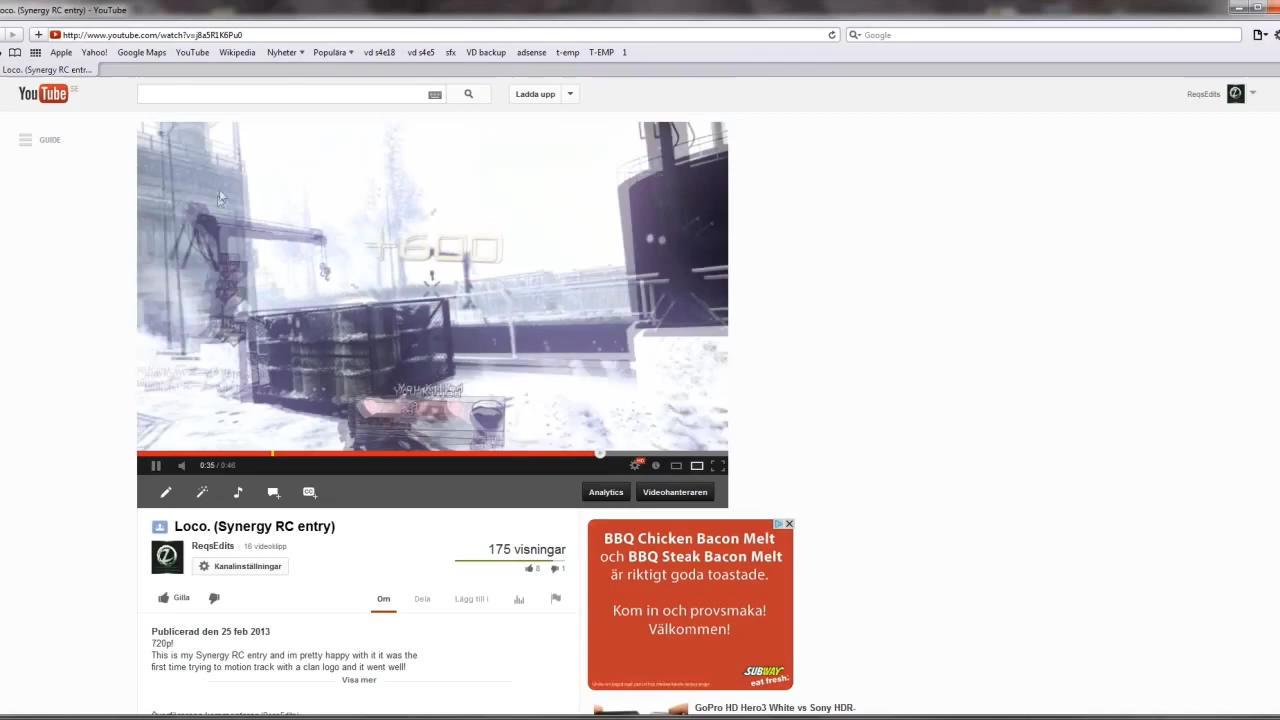 oco. (Synergy RC entry) - YouTube
http://www.youtube.com/watch?v=j8a5R1K6Pu0
Google
Apple Yahoo! Google Maps YouTube Wikipedia Nyheter Populära vd s4e18 vd s4e5 sfx VD backup adsense t-emp T-EMP 1
Loco. (Synergy RC entr...
YouTube SE
Ladda upp
ReqsEdits
GUIDE
+600
You Killed
0:35 / 0:46
HD
CC
Analytics
Videohanteraren
Loco. (Synergy RC entry)
ReqsEdits · 16 videoklipp
Kanalinställningar
175 visningar
8 1
Gilla
Om Dela Lägg till i
Publicerad den 25 feb 2013
720p!
This is my Synergy RC entry and im pretty happy with it it was the
first time trying to motion track with a clan logo and it went well!
Visa mer
BBQ Chicken Bacon Melt
och BBQ Steak Bacon Melt
är riktigt goda toastade.
Kom in och provsmaka!
Välkommen!
SUBWAY
eat fresh.
GoPro HD Hero3 White vs Sony HDR-